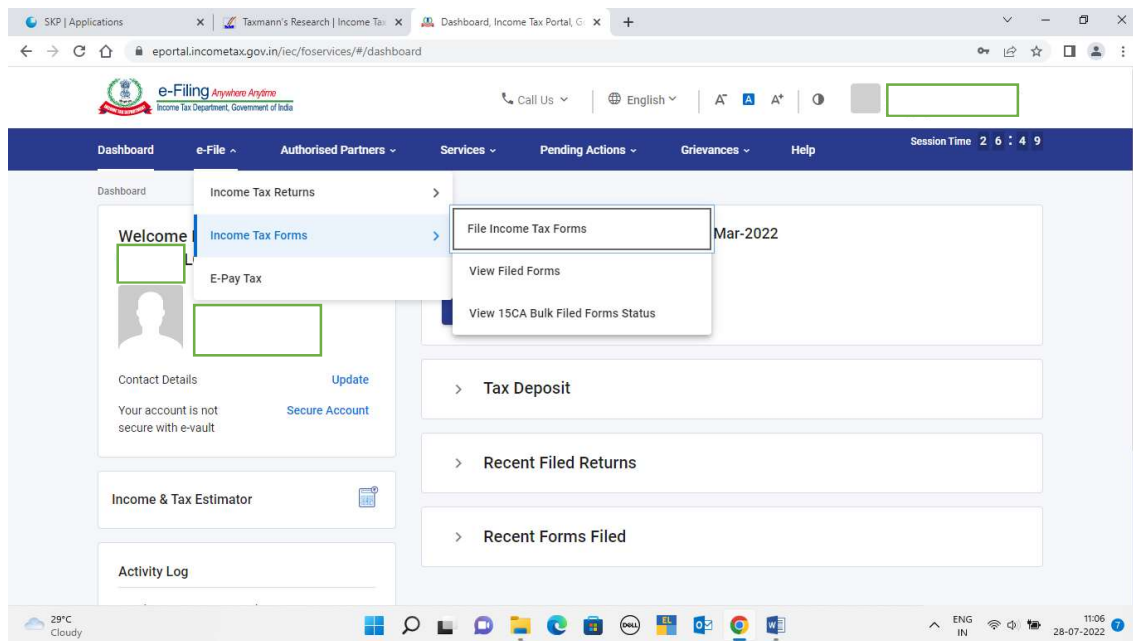 SKP | Applications
Taxmann's Research | Income Tax
Dashboard, Income Tax Portal, G
eportal.incometax.gov.in/iec/foservices/#/dashboard
e-Filing Anywhere Anytime
Income Tax Department, Government of India
Call Us
English
A-
A
A+
Dashboard
e-File
Authorised Partners
Services
Pending Actions
Grievances
Help
Session Time 2 6 : 4 9
Dashboard
Income Tax Returns
Welcome
Income Tax Forms
File Income Tax Forms
Mar-2022
E-Pay Tax
View Filed Forms
View 15CA Bulk Filed Forms Status
Contact Details
Update
Your account is not
secure with e-vault
Secure Account
Tax Deposit
Recent Filed Returns
Income & Tax Estimator
Recent Forms Filed
Activity Log
29°C
Cloudy
DELL
EL
ENG
IN
11:06
28-07-2022
7